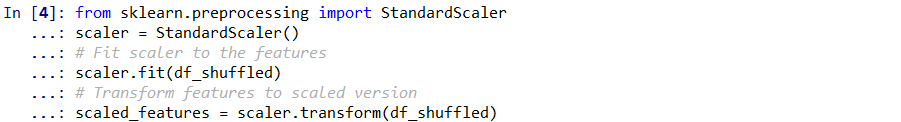 In [4]: from sklearn.preprocessing import StandardScaler
...: scaler = StandardScaler()
...: # Fit scaler to the features
...: scaler.fit(df_shuffled)
...: # Transform features to scaled version
...: scaled_features = scaler.transform(df_shuffled)